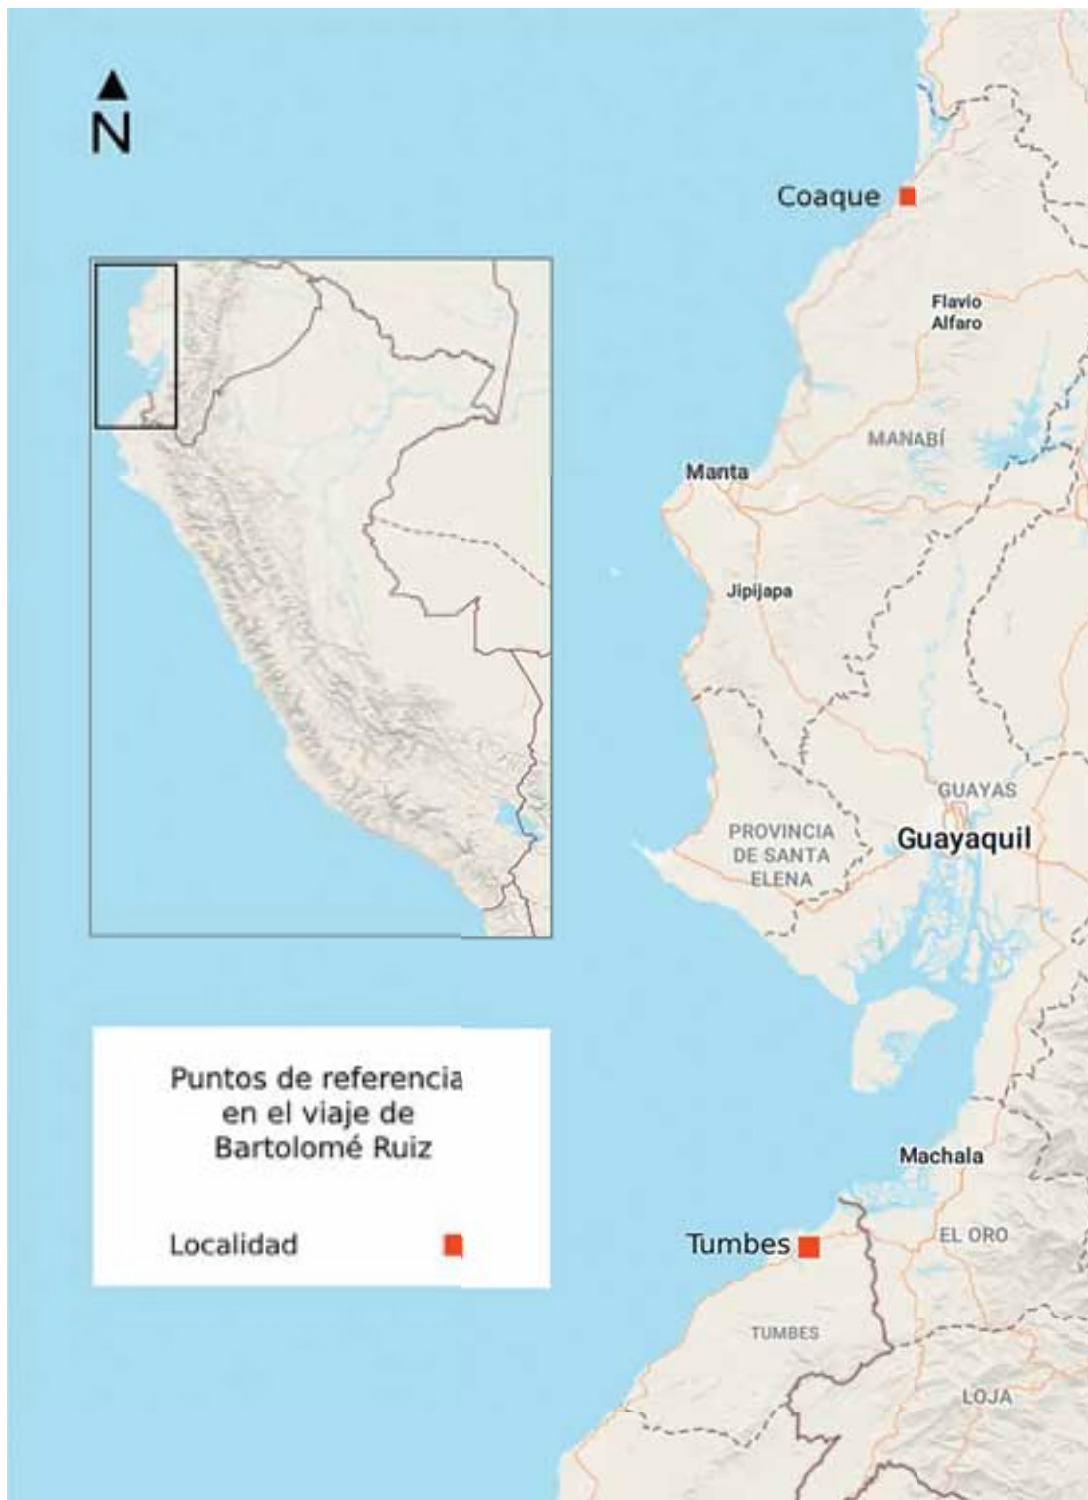 N
Coaque
Flavio
Alfaro
MANABÍ
Manta
Jipijapa
GUAYAS
Guayaquil
PROVINCIA
DE SANTA
ELENA
Puntos de referencia
en el viaje de
Bartolomé Ruiz
Localidad
Machala
EL ORO
Tumbes
TUMBES
LOJA